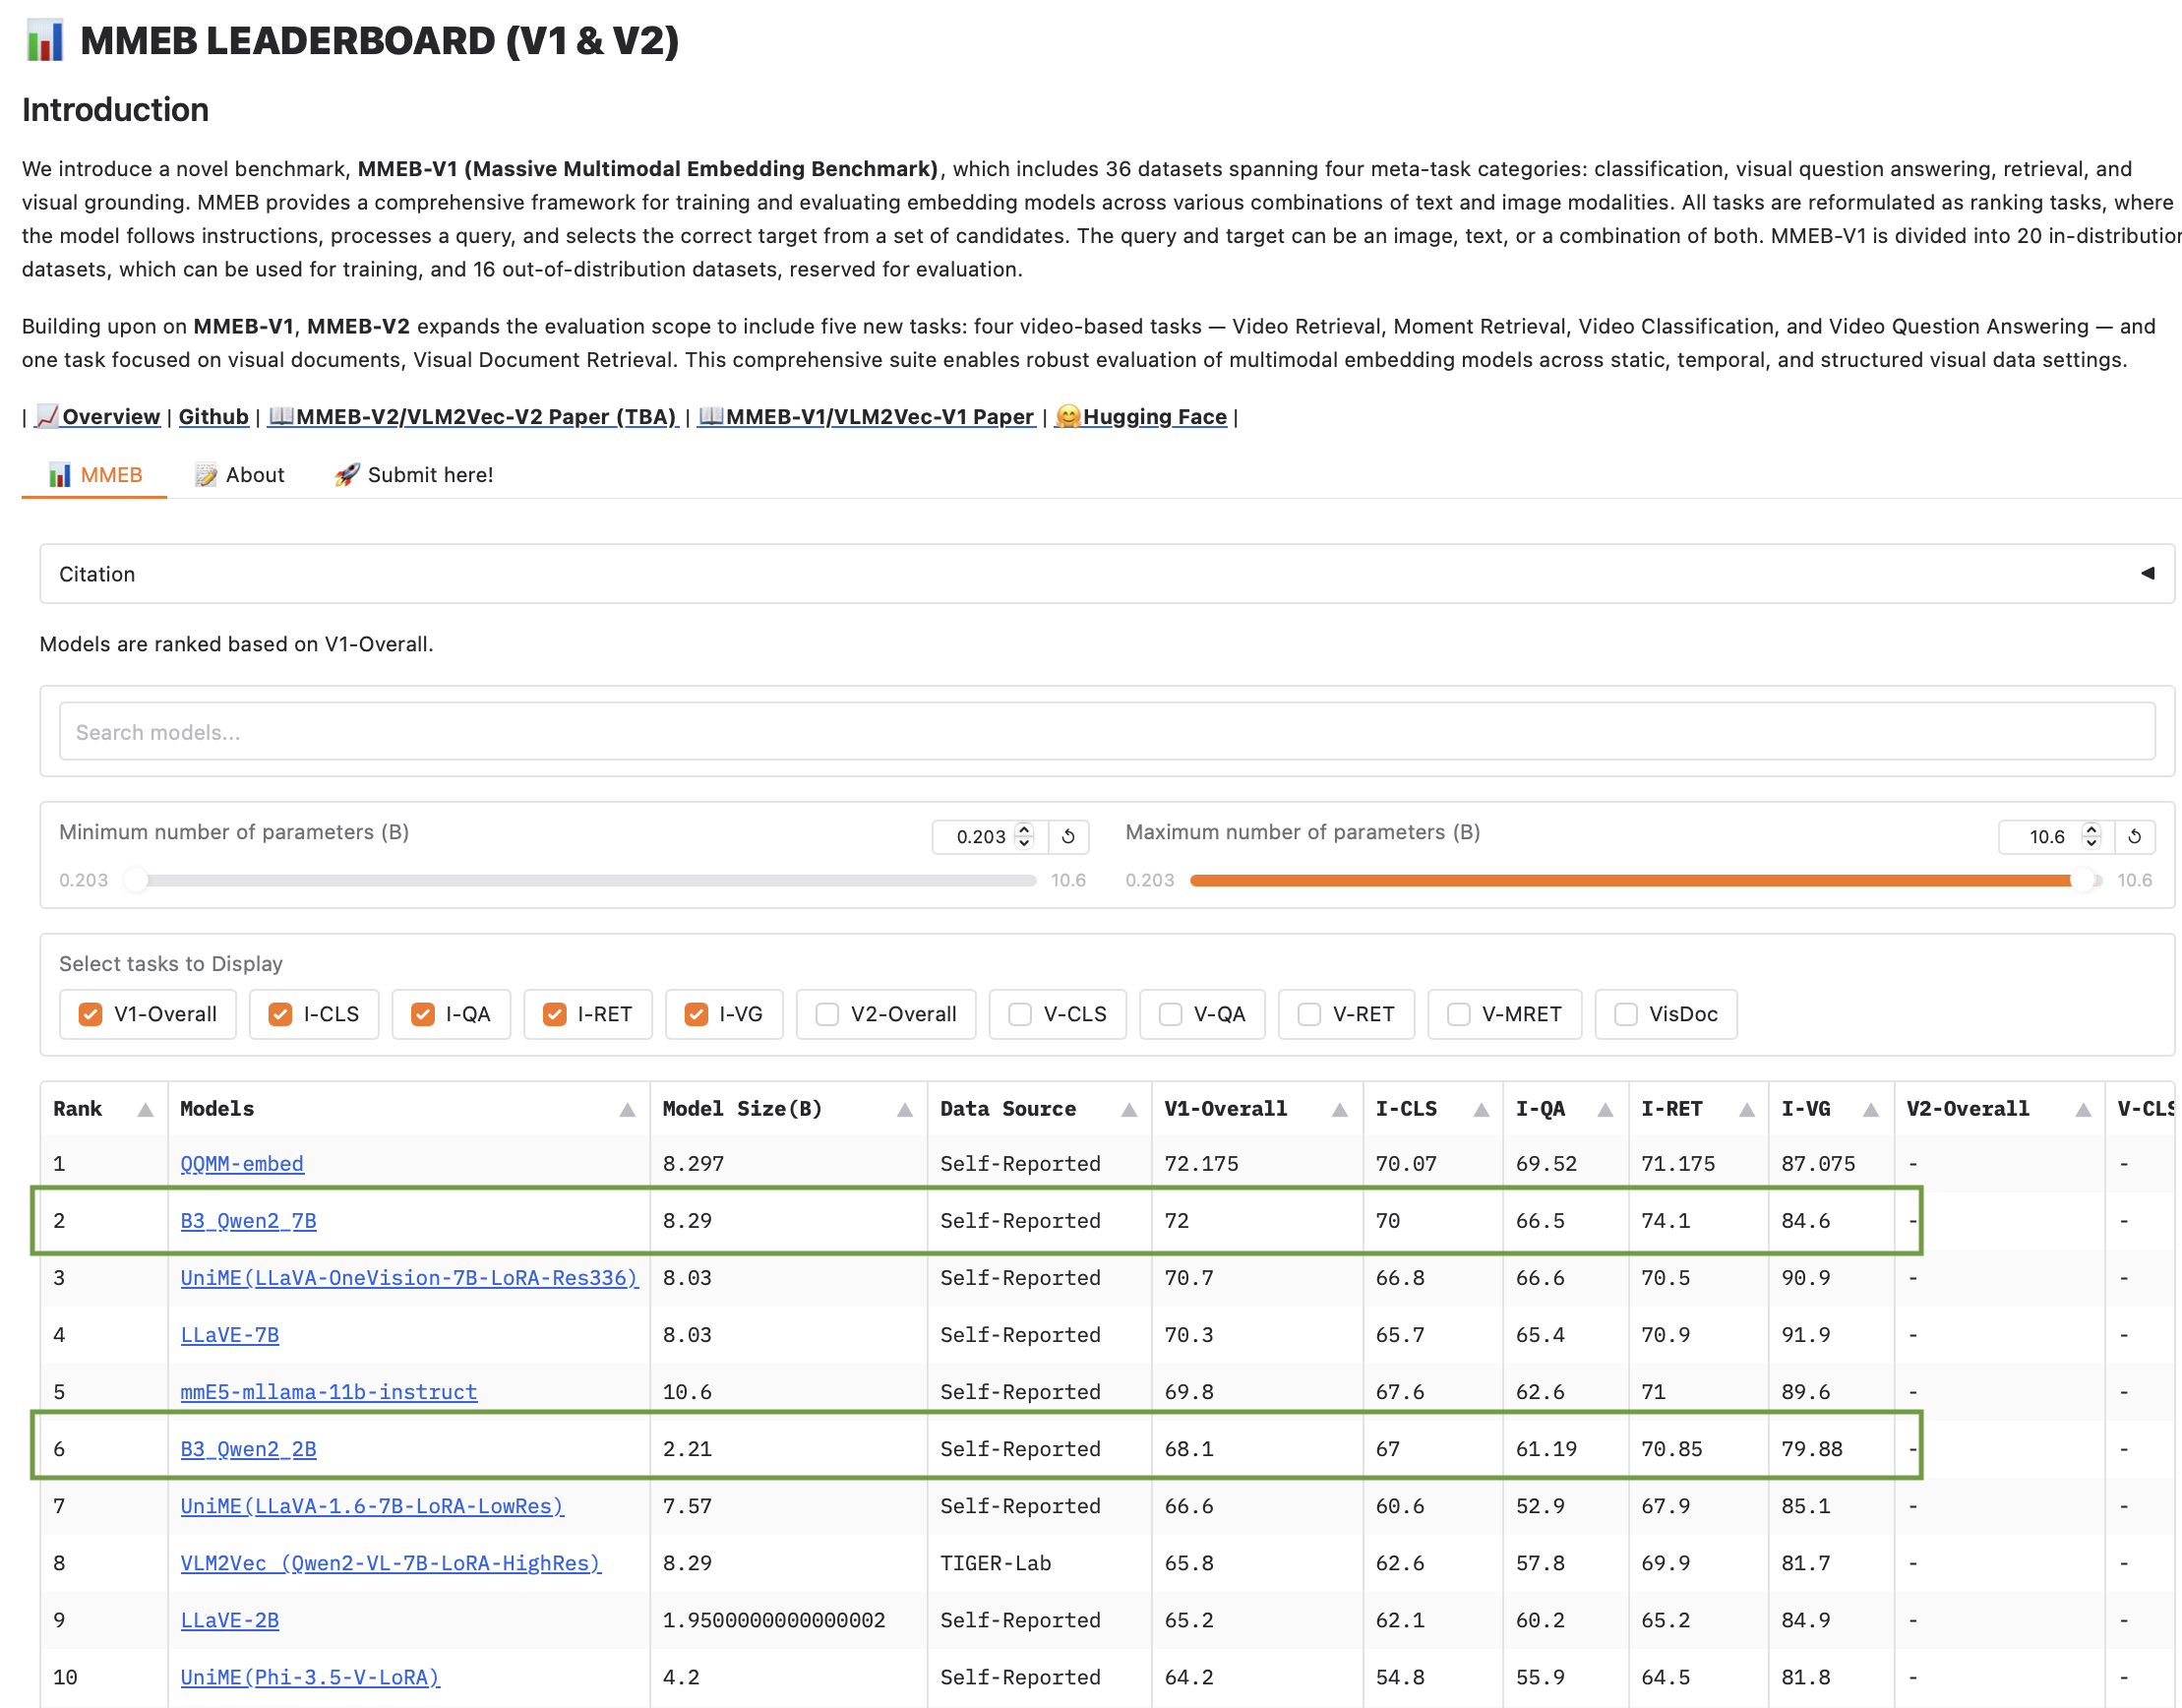 📊 MMEB LEADERBOARD (V1 & V2)
Introduction
We introduce a novel benchmark, MMEB-V1 (Massive Multimodal Embedding Benchmark), which includes 36 datasets spanning four meta-task categories: classification, visual question answering, retrieval, and
visual grounding. MMEB provides a comprehensive framework for training and evaluating embedding models across various combinations of text and image modalities. All tasks are reformulated as ranking tasks, where
the model follows instructions, processes a query, and selects the correct target from a set of candidates. The query and target can be an image, text, or a combination of both. MMEB-V1 is divided into 20 in-distribution
datasets, which can be used for training, and 16 out-of-distribution datasets, reserved for evaluation.
Building upon on MMEB-V1, MMEB-V2 expands the evaluation scope to include five new tasks: four video-based tasks — Video Retrieval, Moment Retrieval, Video Classification, and Video Question Answering — and
one task focused on visual documents, Visual Document Retrieval. This comprehensive suite enables robust evaluation of multimodal embedding models across static, temporal, and structured visual data settings.
| 📈Overview | Github | 📖MMEB-V2/VLM2Vec-V2 Paper (TBA) | 📖MMEB-V1/VLM2Vec-V1 Paper | 🤗Hugging Face |
📊 MMEB 📝 About 🚀 Submit here!
Citation
Models are ranked based on V1-Overall.
Search models...
Minimum number of parameters (B) 0.203 Maximum number of parameters (B) 10.6
0.203 10.6 0.203 10.6
Select tasks to Display
V1-Overall I-CLS I-QA I-RET I-VG V2-Overall V-CLS V-QA V-RET V-MRET VisDoc
Rank Models Model Size(B) Data Source V1-Overall I-CLS I-QA I-RET I-VG V2-Overall V-CLS
1 QQMM-embed 8.297 Self-Reported 72.175 70.07 69.52 71.175 87.075 - -
2 B3_Qwen2_7B 8.29 Self-Reported 72 70 66.5 74.1 84.6 - -
3 UniME(LLaVA-OneVision-7B-LoRA-Res336) 8.03 Self-Reported 70.7 66.8 66.6 70.5 90.9 - -
4 LLaVE-7B 8.03 Self-Reported 70.3 65.7 65.4 70.9 91.9 - -
5 mmE5-mllama-11b-instruct 10.6 Self-Reported 69.8 67.6 62.6 71 89.6 - -
6 B3_Qwen2_2B 2.21 Self-Reported 68.1 67 61.19 70.85 79.88 - -
7 UniME(LLaVA-1.6-7B-LoRA-LowRes) 7.57 Self-Reported 66.6 60.6 52.9 67.9 85.1 - -
8 VLM2Vec (Qwen2-VL-7B-LoRA-HighRes) 8.29 TIGER-Lab 65.8 62.6 57.8 69.9 81.7 - -
9 LLaVE-2B 1.9500000000000002 Self-Reported 65.2 62.1 60.2 65.2 84.9 - -
10 UniME(Phi-3.5-V-LoRA) 4.2 Self-Reported 64.2 54.8 55.9 64.5 81.8 - -